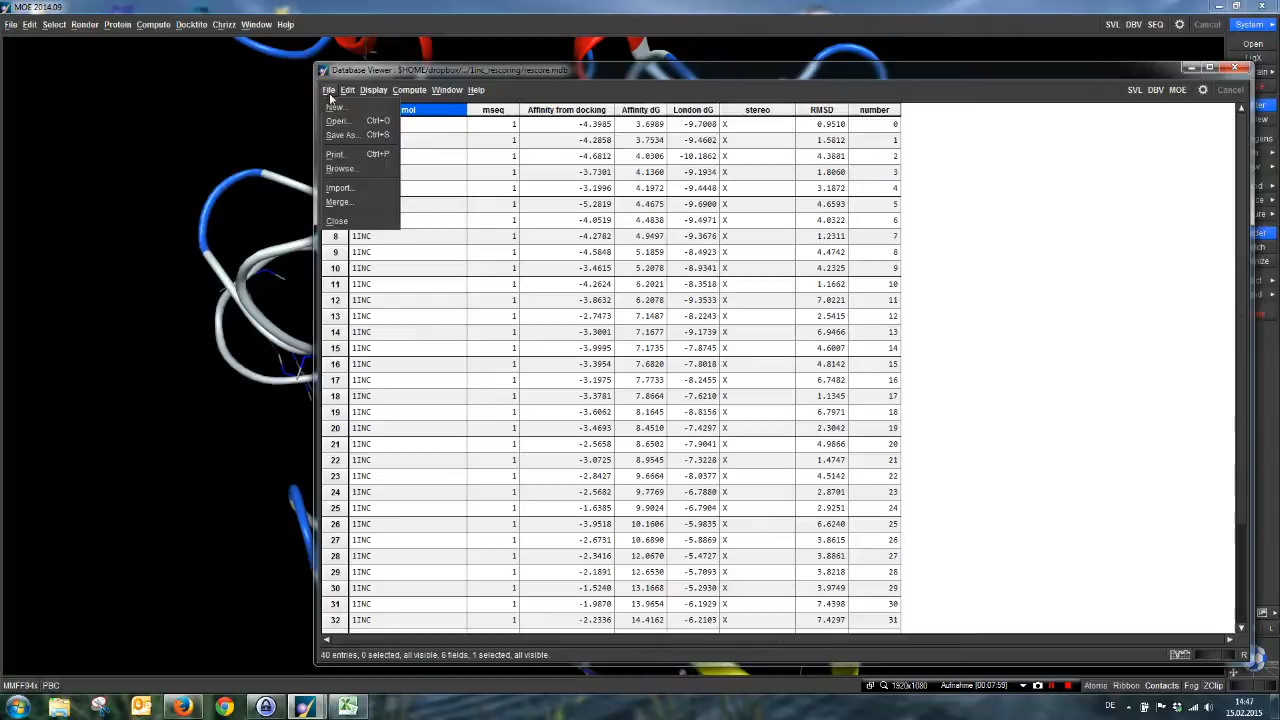 MOE 2014.09
File Edit Select Render Protein Compute Docktite Chrizz Window Help
SVL DBV SEQ Cancel System
Open
Database Viewer : $HOME/dropbox/.../1inc_rescoring/rescore.mdb
File Edit Display Compute Window Help
SVL DBV MOE Cancel
New...
Open... Ctrl+O
Save As... Ctrl+S
Print... Ctrl+P
Browse...
Import...
Merge...
Close
mol mseq Affinity from docking Affinity dG London dG stereo RMSD number
1 -4.3985 3.6989 -9.7008 X 0.9510 0
1 -4.2858 3.7534 -9.4602 X 1.5812 1
1 -4.6812 4.0306 -10.1862 X 4.3881 2
1 -3.7301 4.1360 -9.1934 X 1.8060 3
1 -3.1996 4.1972 -9.4448 X 3.1872 4
1 -5.2819 4.4675 -9.6900 X 4.6593 5
1 -4.0519 4.4838 -9.4971 X 4.0322 6
8 1INC 1 -4.2782 4.9497 -9.3676 X 1.2311 7
9 1INC 1 -4.5848 5.1859 -8.4923 X 4.4742 8
10 1INC 1 -3.4615 5.2078 -8.9341 X 4.2325 9
11 1INC 1 -4.2624 6.2021 -8.3518 X 1.1662 10
12 1INC 1 -3.8632 6.2078 -9.3533 X 7.0221 11
13 1INC 1 -2.7473 7.1487 -8.2243 X 2.5415 12
14 1INC 1 -3.3001 7.1677 -9.1739 X 6.9466 13
15 1INC 1 -3.9995 7.1735 -7.8745 X 4.6007 14
16 1INC 1 -3.3954 7.6820 -7.8018 X 4.8142 15
17 1INC 1 -3.1975 7.7733 -8.2455 X 6.7482 16
18 1INC 1 -3.3781 7.8664 -7.6210 X 1.1345 17
19 1INC 1 -3.6062 8.1645 -8.8156 X 6.7971 18
20 1INC 1 -3.4693 8.4510 -7.4297 X 2.3042 19
21 1INC 1 -2.5658 8.6502 -7.9041 X 4.9866 20
22 1INC 1 -3.0725 8.9545 -7.3228 X 1.4747 21
23 1INC 1 -2.8427 9.6664 -8.0377 X 4.5142 22
24 1INC 1 -2.5682 9.7769 -6.7880 X 2.8701 23
25 1INC 1 -1.6385 9.9024 -6.7904 X 2.9251 24
26 1INC 1 -3.9518 10.1606 -5.9835 X 6.6240 25
27 1INC 1 -2.6731 10.6890 -5.8869 X 3.8615 26
28 1INC 1 -2.3416 12.0670 -5.4727 X 3.8861 27
29 1INC 1 -2.1891 12.6530 -5.7093 X 3.8218 28
30 1INC 1 -1.5240 13.1668 -5.2930 X 3.9749 29
31 1INC 1 -1.9870 13.9654 -6.1929 X 7.4398 30
32 1INC 1 -2.2336 14.4162 -6.2103 X 7.4297 31
40 entries, 0 selected, all visible. 8 fields, 1 selected, all visible. R
MMFF94x PBC
1920x1080 Aufnahme [00:07:59]
Atoms Ribbon Contacts Fog ZClip
DE 14:47
15.02.2015